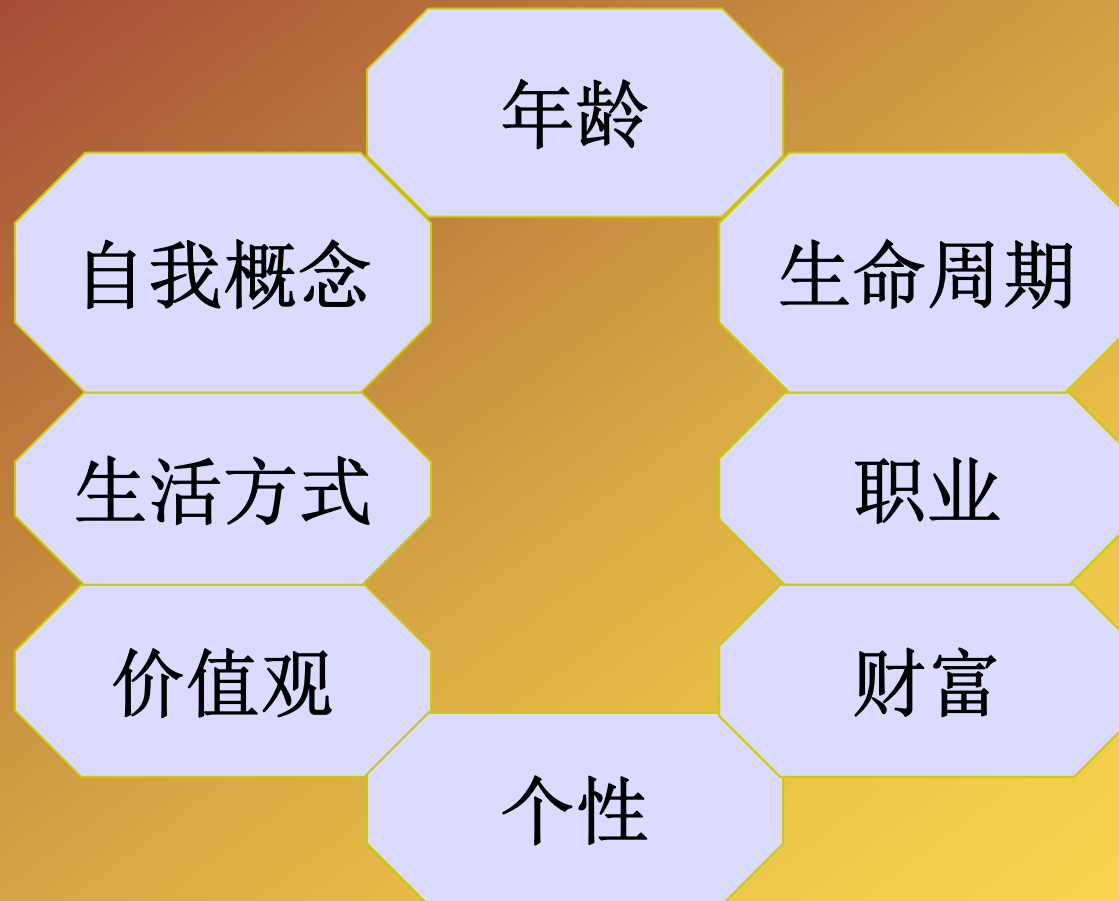 年龄
自我概念
生命周期
生活方式
职业
价值观
财富
个性